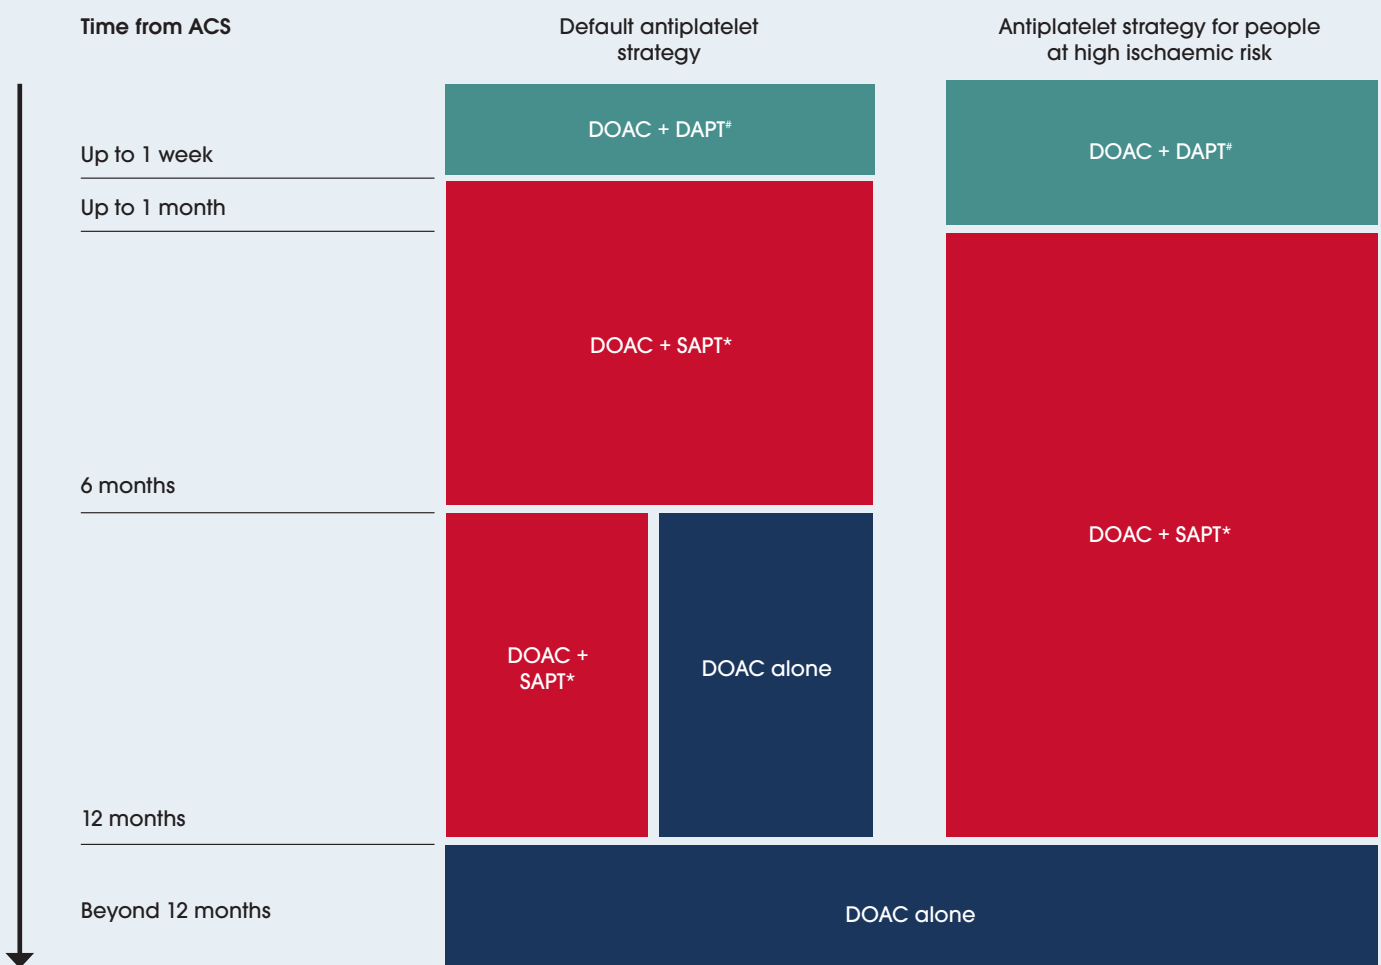 Time from ACS
Default antiplatelet
strategy
Antiplatelet strategy for people
at high ischaemic risk
Up to 1 week
DOAC + DAPT#
DOAC + DAPT#
Up to 1 month
DOAC + SAPT*
6 months
DOAC + SAPT*
DOAC +
SAPT*
DOAC alone
12 months
Beyond 12 months
DOAC alone